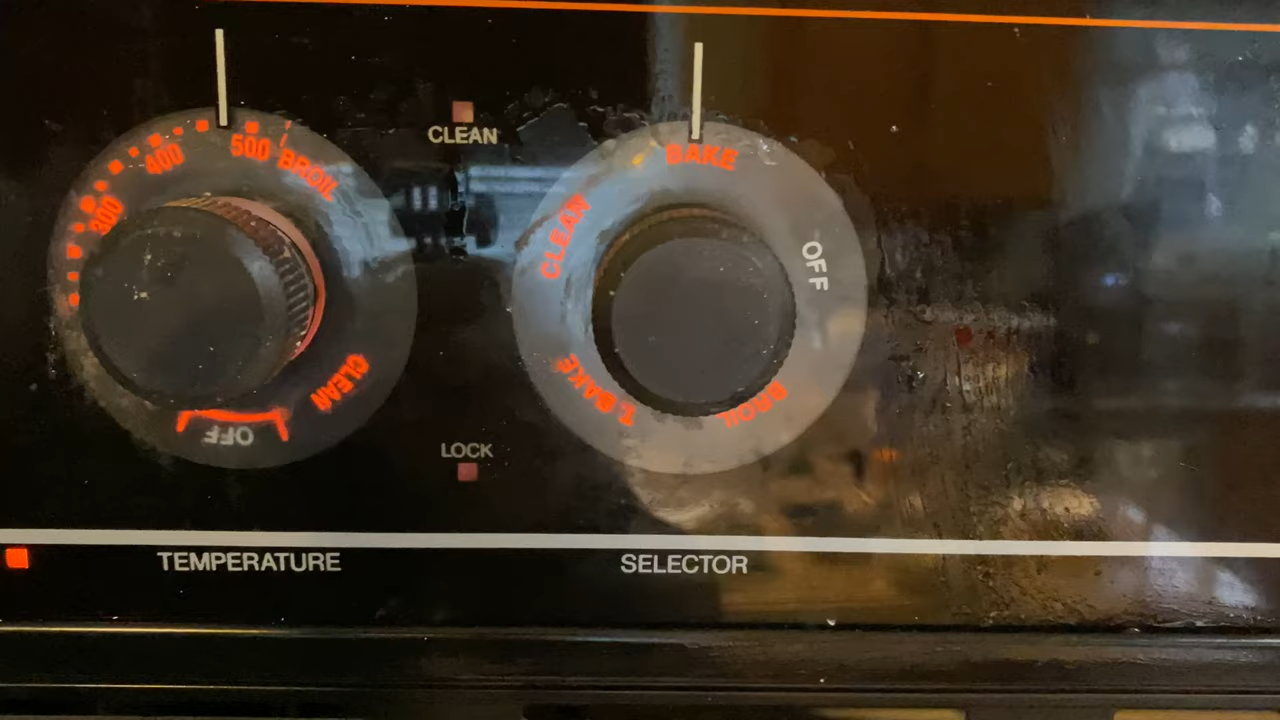 300
400
500
BROIL
CLEAN
OFF
CLEAN
LOCK
BAKE
OFF
BROIL
T. BAKE
CLEAN
TEMPERATURE
SELECTOR